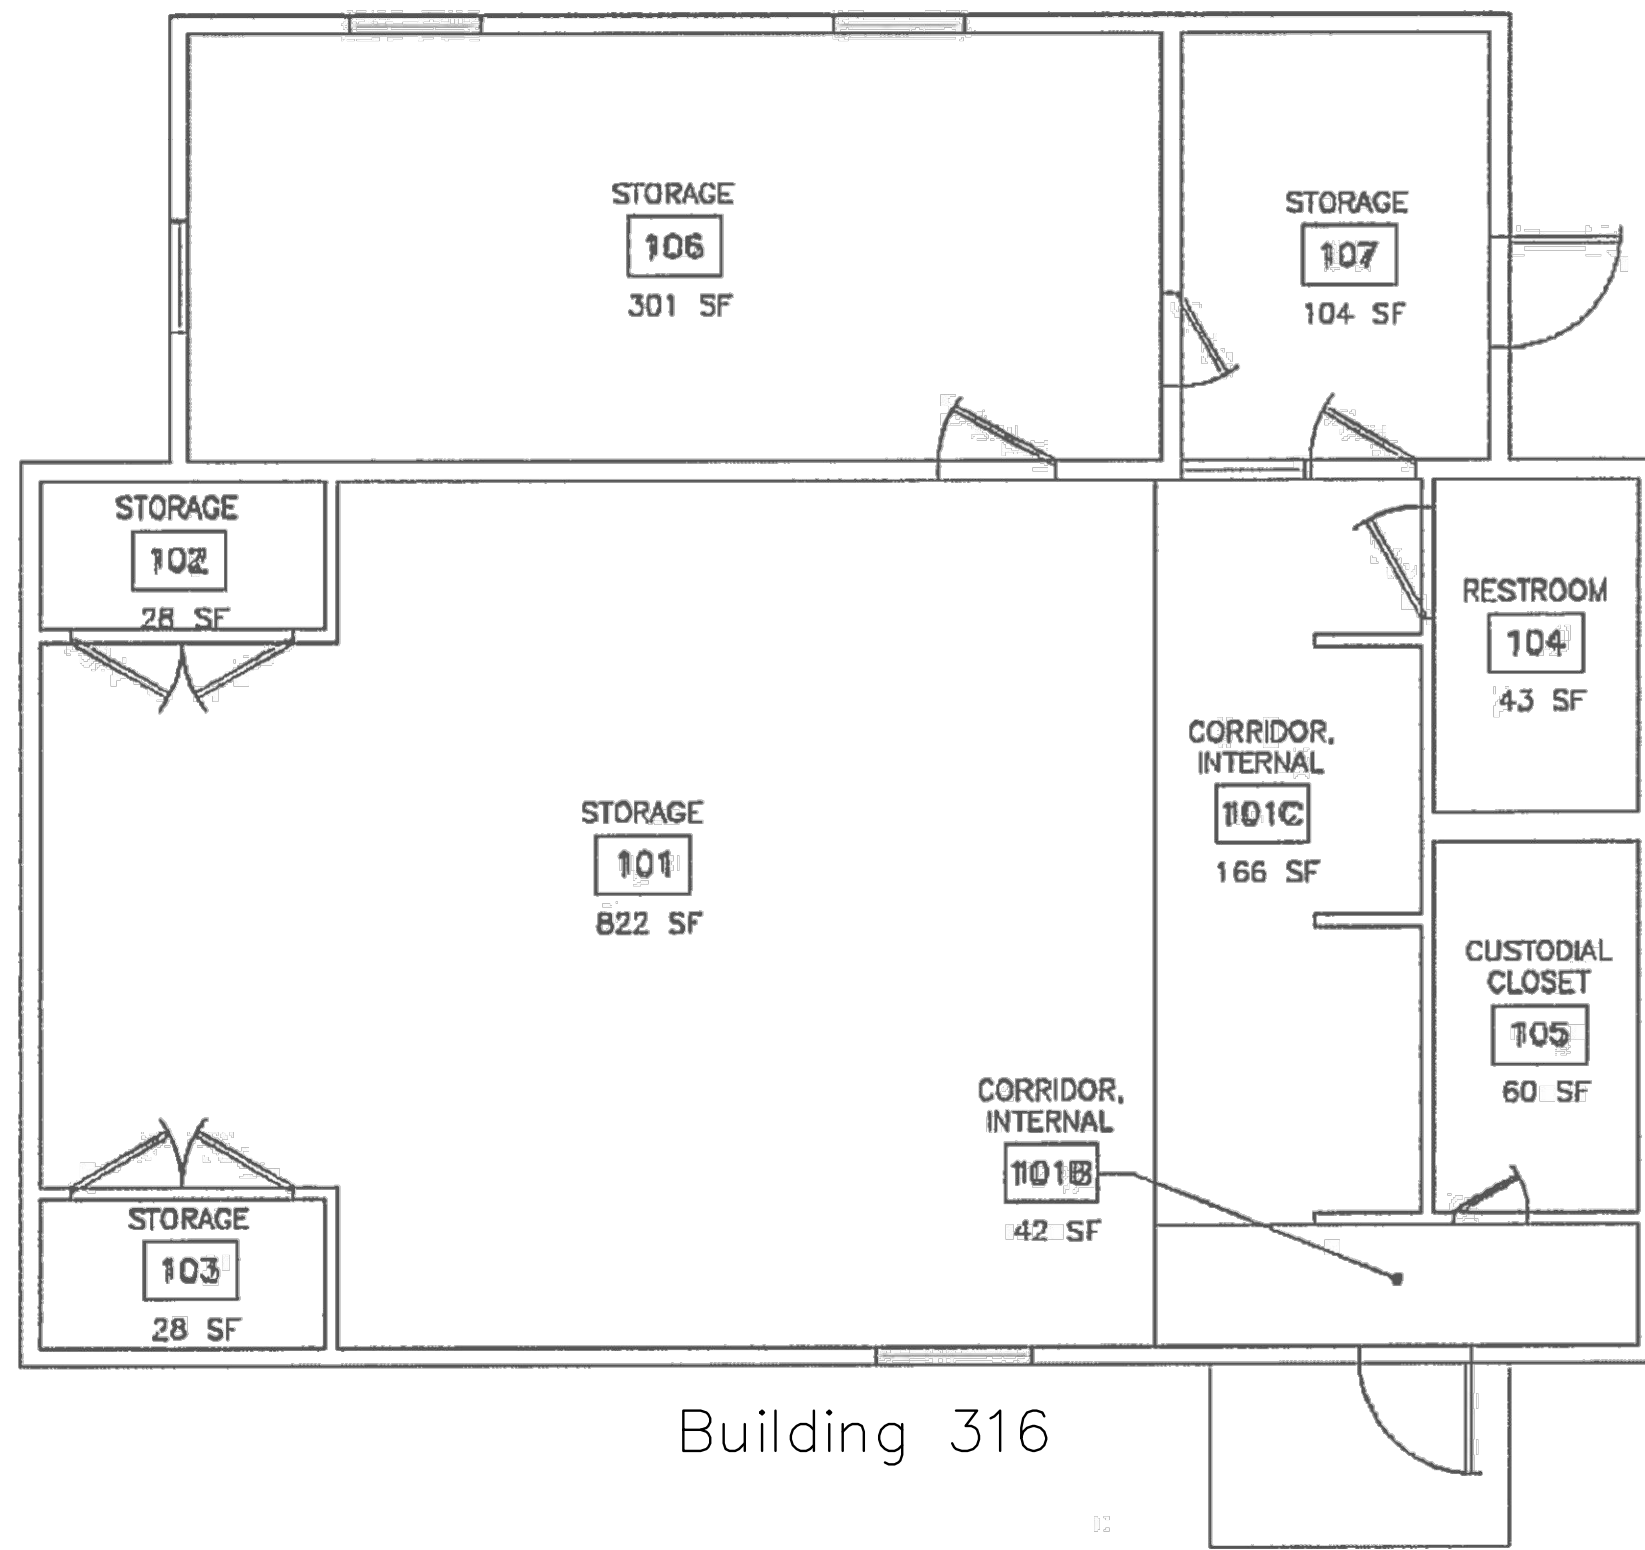 STORAGE
106
301 SF
STORAGE
107
104 SF
STORAGE
102
28 SF
RESTROOM
104
43 SF
CORRIDOR,
INTERNAL
101C
166 SF
STORAGE
101
822 SF
CUSTODIAL
CLOSET
105
60 SF
CORRIDOR,
INTERNAL
101B
42 SF
STORAGE
103
28 SF
Building 316